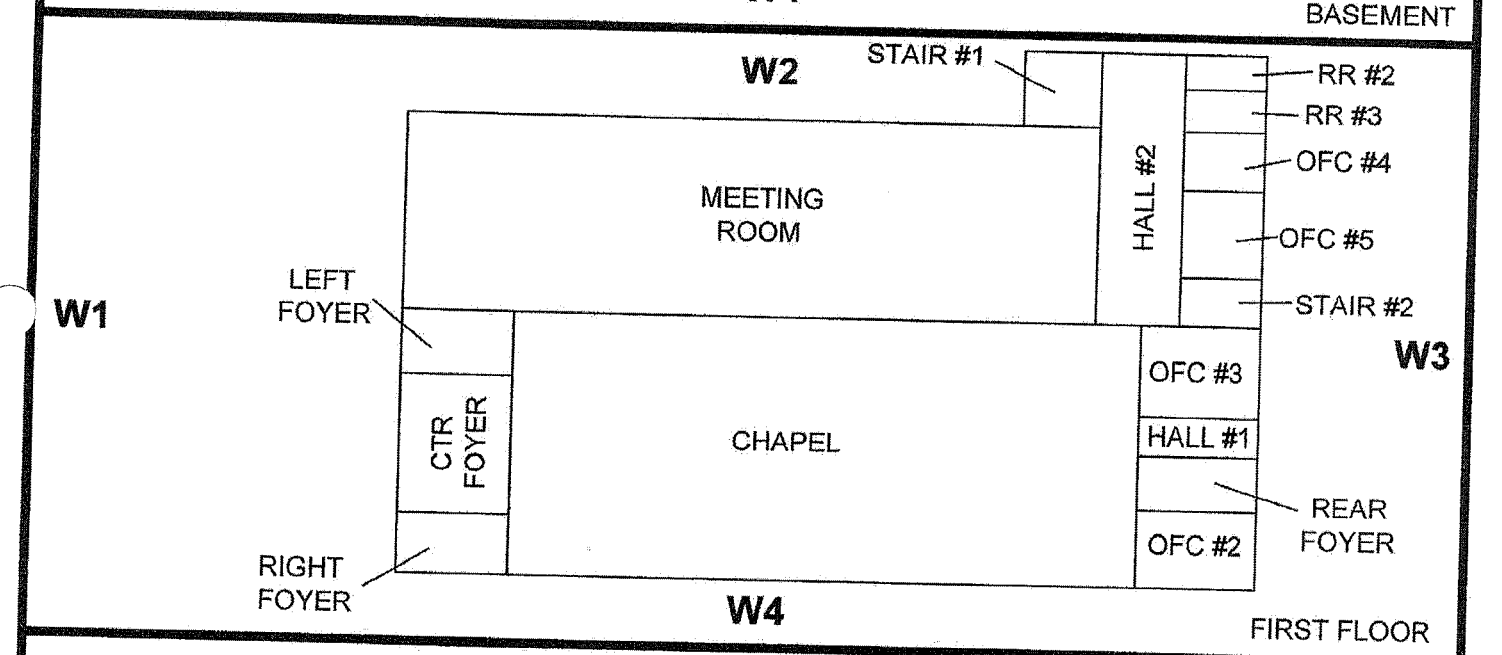 BASEMENT
W2
STAIR #1
RR #2
RR #3
OFC #4
HALL #2
MEETING
ROOM
OFC #5
LEFT
FOYER
STAIR #2
W1
W3
OFC #3
CTR
FOYER
CHAPEL
HALL #1
REAR
FOYER
OFC #2
RIGHT
FOYER
W4
FIRST FLOOR